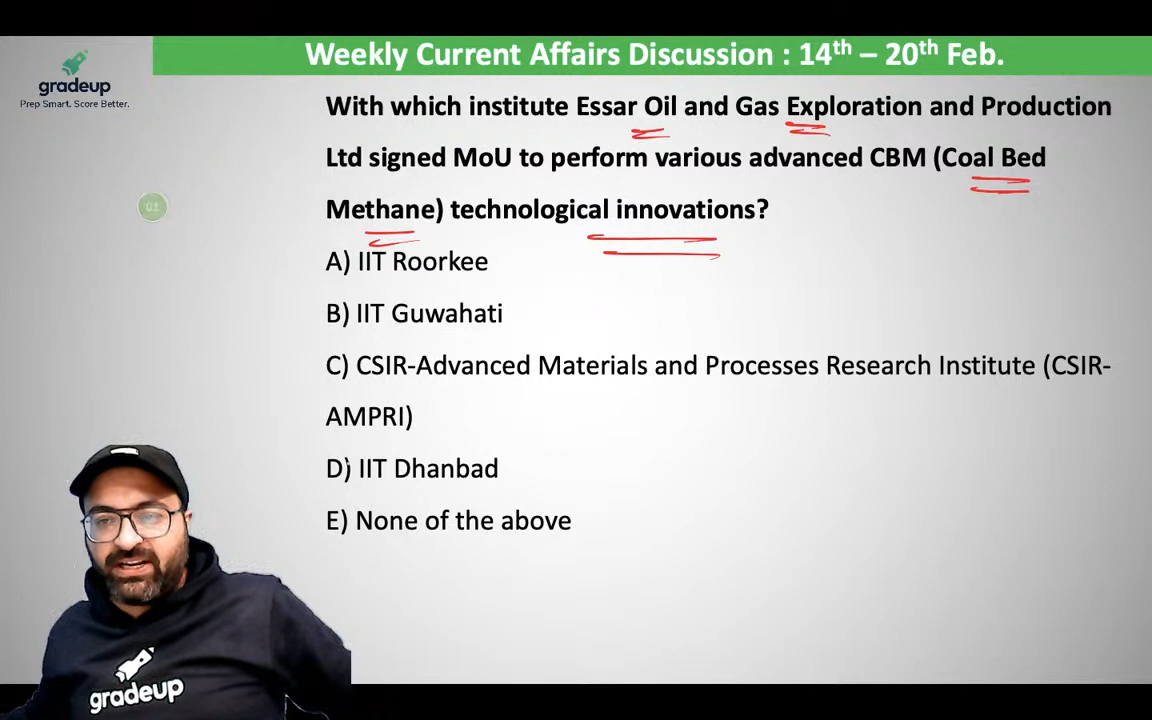 Weekly Current Affairs Discussion : 14th – 20th Feb.
gradeup
Prep Smart. Score Better.
With which institute Essar Oil and Gas Exploration and Production
Ltd signed MoU to perform various advanced CBM (Coal Bed
Methane) technological innovations?
01
A) IIT Roorkee
B) IIT Guwahati
C) CSIR-Advanced Materials and Processes Research Institute (CSIR-
AMPRI)
D) IIT Dhanbad
E) None of the above
gradeup